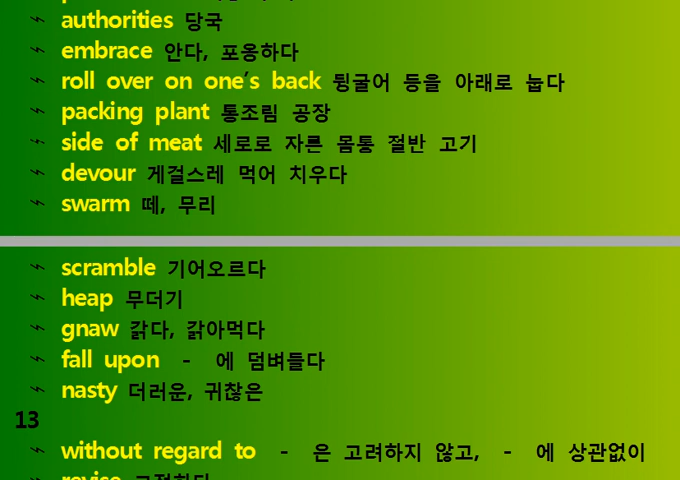 authorities 당국
embrace 안다, 포옹하다
roll over on one's back 뒹굴어 등을 아래로 눕다
packing plant 통조림 공장
side of meat 세로로 자른 몸통 절반 고기
devour 게걸스레 먹어 치우다
swarm 떼, 무리
scramble 기어오르다
heap 무더기
gnaw 갉다, 갉아먹다
fall upon - 에 덤벼들다
nasty 더러운, 귀찮은
13
without regard to - 은 고려하지 않고, - 에 상관없이